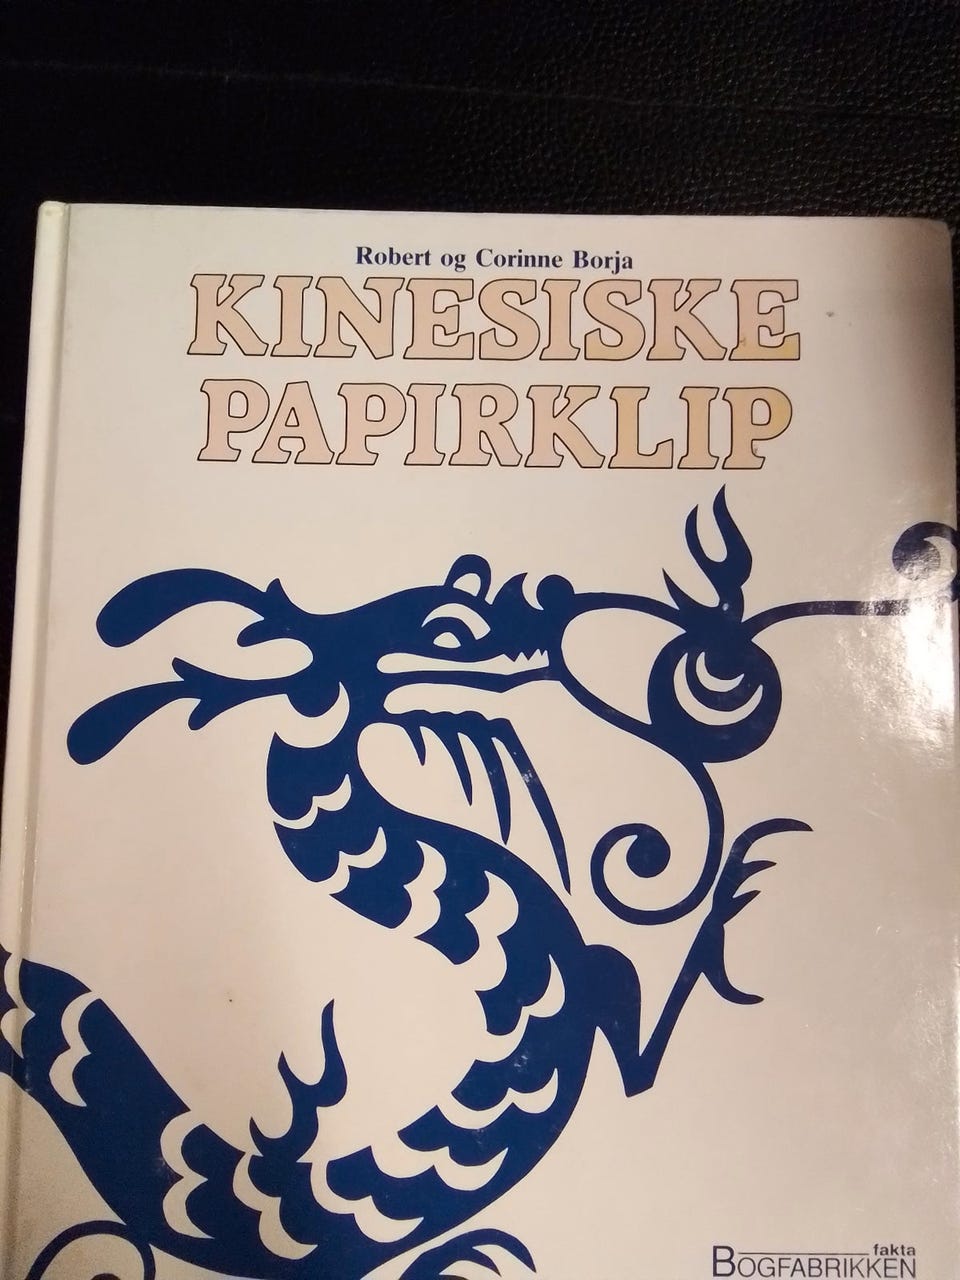 Robert og Corinne Borja
KINESISKE
PAPIRKLIP
fakta
BOGFABRIKKEN